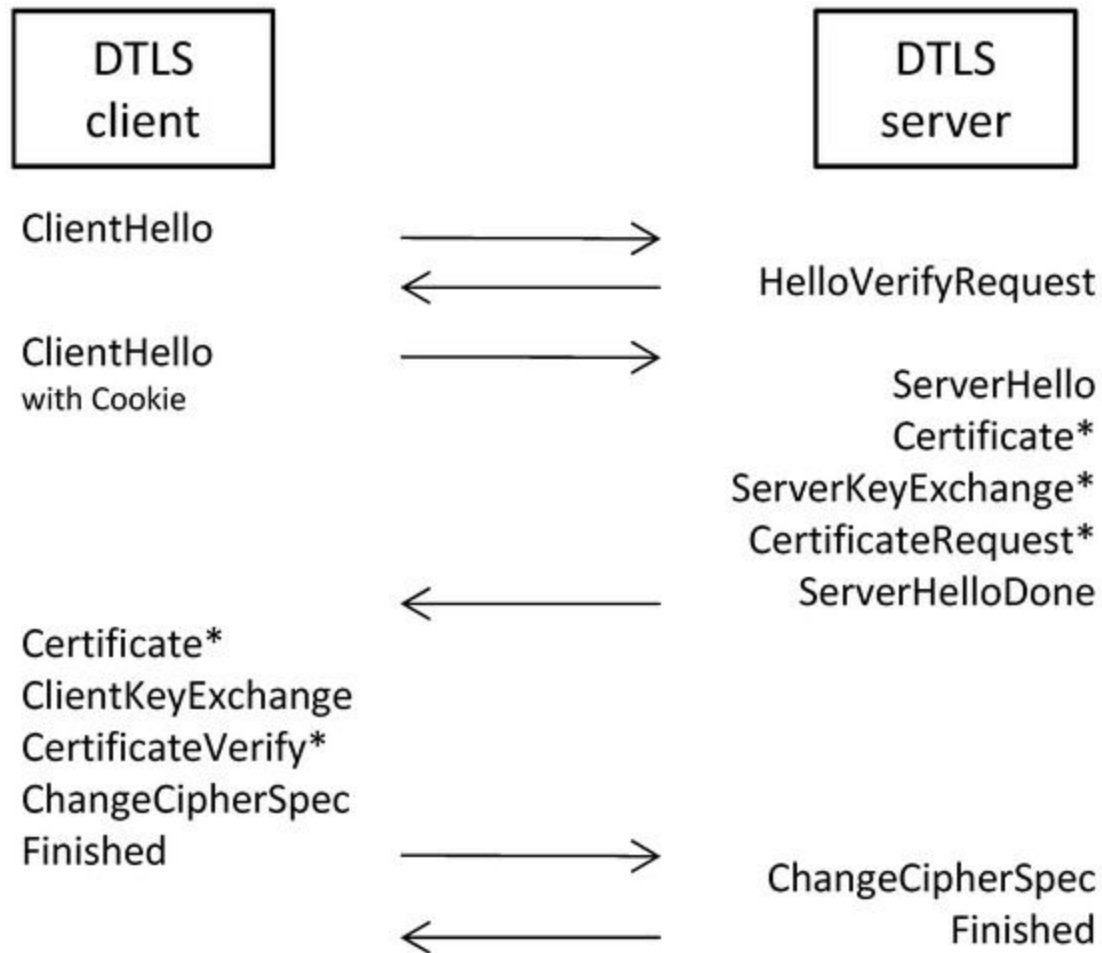 DTLS
client
DTLS
server
ClientHello
HelloVerifyRequest
ClientHello
with Cookie
ServerHello
Certificate*
ServerKeyExchange*
CertificateRequest*
ServerHelloDone
Certificate*
ClientKeyExchange
CertificateVerify*
ChangeCipherSpec
Finished
ChangeCipherSpec
Finished